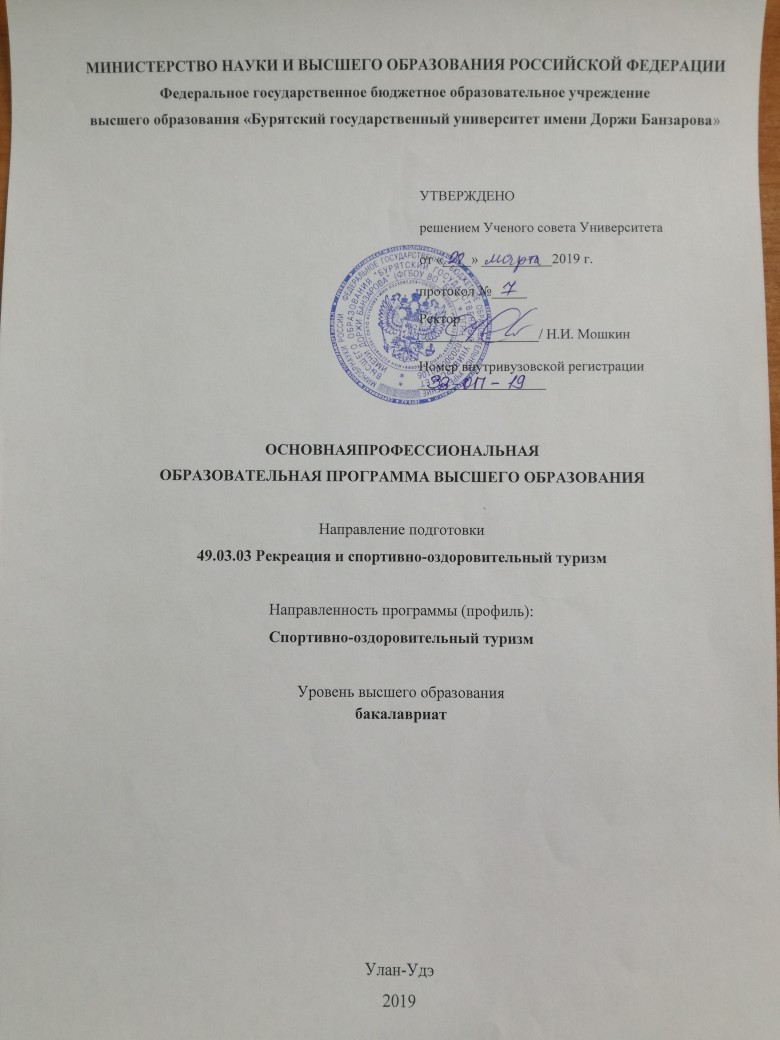 МИНИСТЕРСТВО НАУКИ И ВЫСШЕГО ОБРАЗОВАНИЯ РОССИЙСКОЙ ФЕДЕРАЦИИ
Федеральное государственное бюджетное образовательное учреждение
высшего образования «Бурятский государственный университет имени Доржи Банзарова»
УТВЕРЖДЕНО
решением Ученого совета Университета
от « » марта 2019 г.
протокол № 7
Ректор
/ Н.И. Мошкин
Номер внутривузовской регистрации
ОП – 19
ОСНОВНАЯПРОФЕССИОНАЛЬНАЯ
ОБРАЗОВАТЕЛЬНАЯ ПРОГРАММА ВЫСШЕГО ОБРАЗОВАНИЯ
Направление подготовки
49.03.03 Рекреация и спортивно-оздоровительный туризм
Направленность программы (профиль):
Спортивно-оздоровительный туризм
Уровень высшего образования
бакалавриат
Улан-Удэ
2019